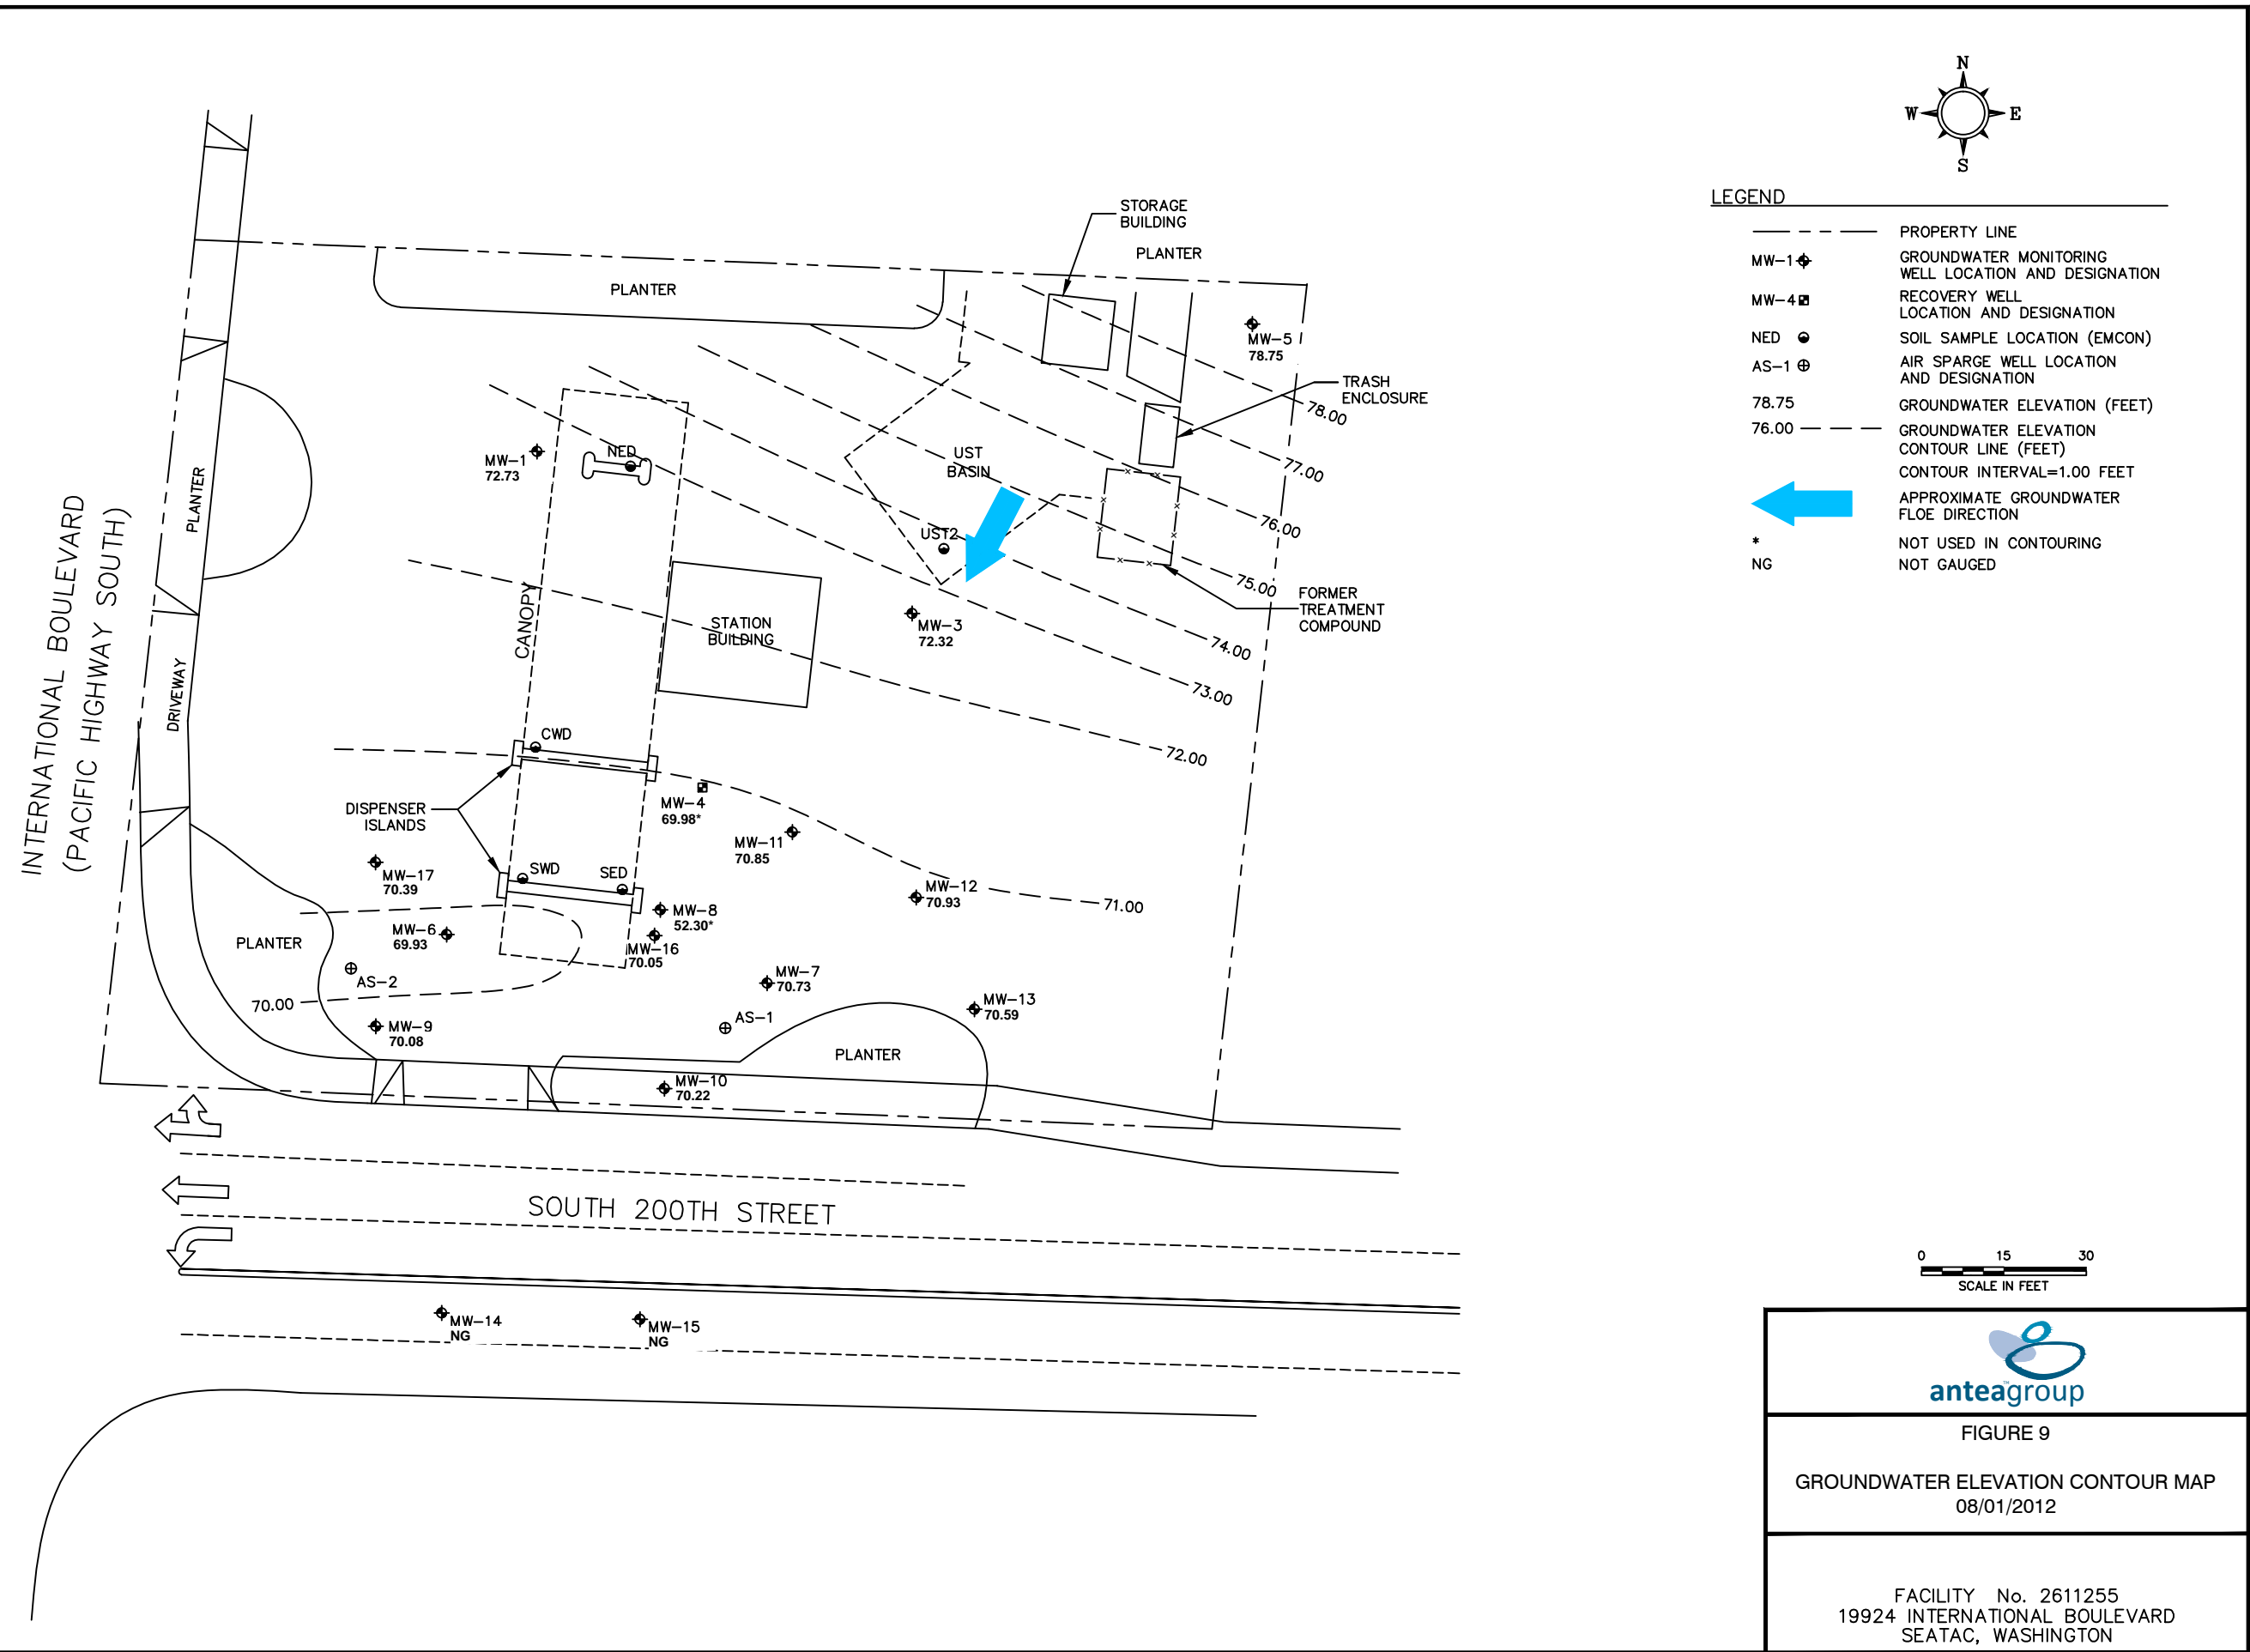 N
W
E
S
LEGEND
PROPERTY LINE
MW-1
GROUNDWATER MONITORING
WELL LOCATION AND DESIGNATION
MW-4
RECOVERY WELL
LOCATION AND DESIGNATION
NED
SOIL SAMPLE LOCATION (EMCON)
AS-1
AIR SPARGE WELL LOCATION
AND DESIGNATION
78.75
GROUNDWATER ELEVATION (FEET)
76.00
GROUNDWATER ELEVATION
CONTOUR LINE (FEET)
CONTOUR INTERVAL=1.00 FEET
APPROXIMATE GROUNDWATER
FLOE DIRECTION
*
NOT USED IN CONTOURING
NG
NOT GAUGED
STORAGE
BUILDING
PLANTER
PLANTER
MW-5
78.75
TRASH
ENCLOSURE
78.00
77.00
76.00
75.00
74.00
73.00
72.00
71.00
70.00
UST
BASIN
NED
MW-1
72.73
UST2
MW-3
72.32
FORMER
TREATMENT
COMPOUND
STATION
BUILDING
CANOPY
PLANTER
DRIVEWAY
INTERNATIONAL BOULEVARD
(PACIFIC HIGHWAY SOUTH)
CWD
DISPENSER
ISLANDS
MW-4
69.98*
MW-11
70.85
MW-17
70.39
SWD
SED
MW-12
70.93
MW-8
52.30*
MW-6
69.93
MW-16
70.05
PLANTER
AS-2
MW-7
70.73
MW-13
70.59
AS-1
MW-9
70.08
PLANTER
MW-10
70.22
SOUTH 200TH STREET
MW-14
NG
MW-15
NG
0 15 30
SCALE IN FEET
anteagroup
™
FIGURE 9
GROUNDWATER ELEVATION CONTOUR MAP
08/01/2012
FACILITY No. 2611255
19924 INTERNATIONAL BOULEVARD
SEATAC, WASHINGTON